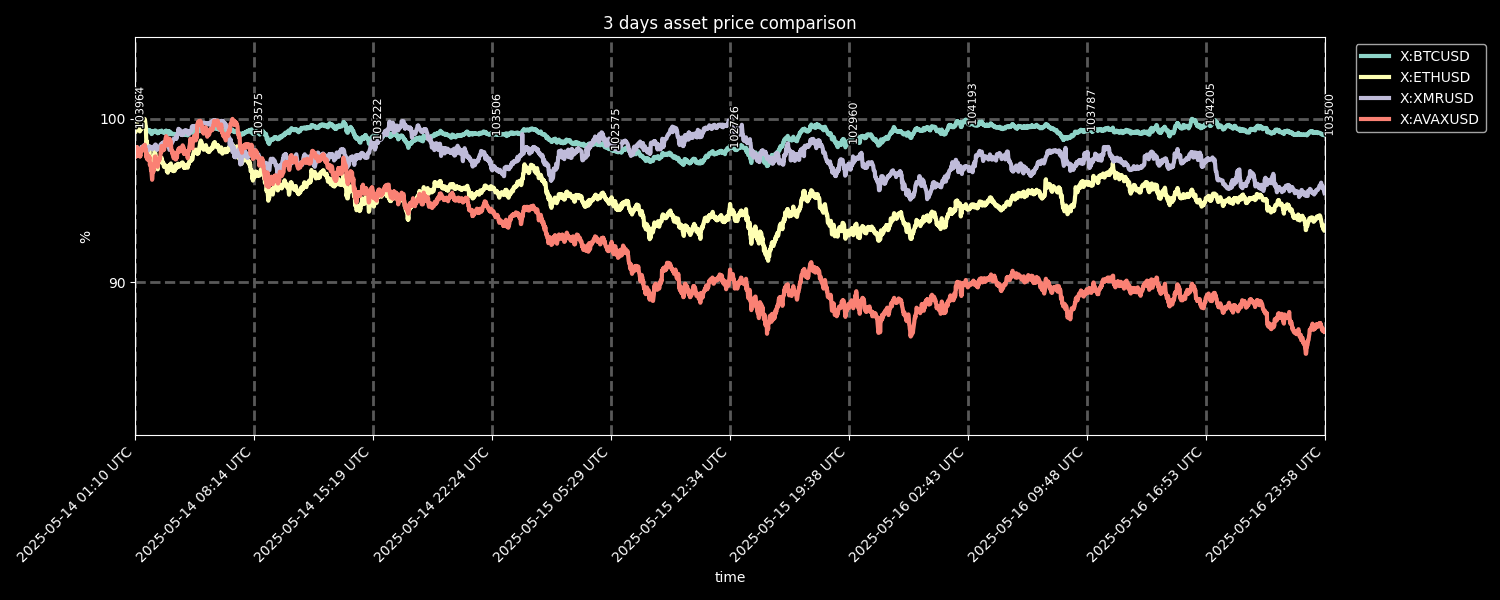 3 days asset price comparison
X:BTCUSD
X:ETHUSD
X:XMRUSD
X:AVAXUSD
103964
103575
103222
103506
102575
102726
102960
104193
103787
104205
103500
100
90
%
2025-05-14 01:10 UTC
2025-05-14 08:14 UTC
2025-05-14 15:19 UTC
2025-05-14 22:24 UTC
2025-05-15 05:29 UTC
2025-05-15 12:34 UTC
2025-05-15 19:38 UTC
2025-05-16 02:43 UTC
2025-05-16 09:48 UTC
2025-05-16 16:53 UTC
2025-05-16 23:58 UTC
time